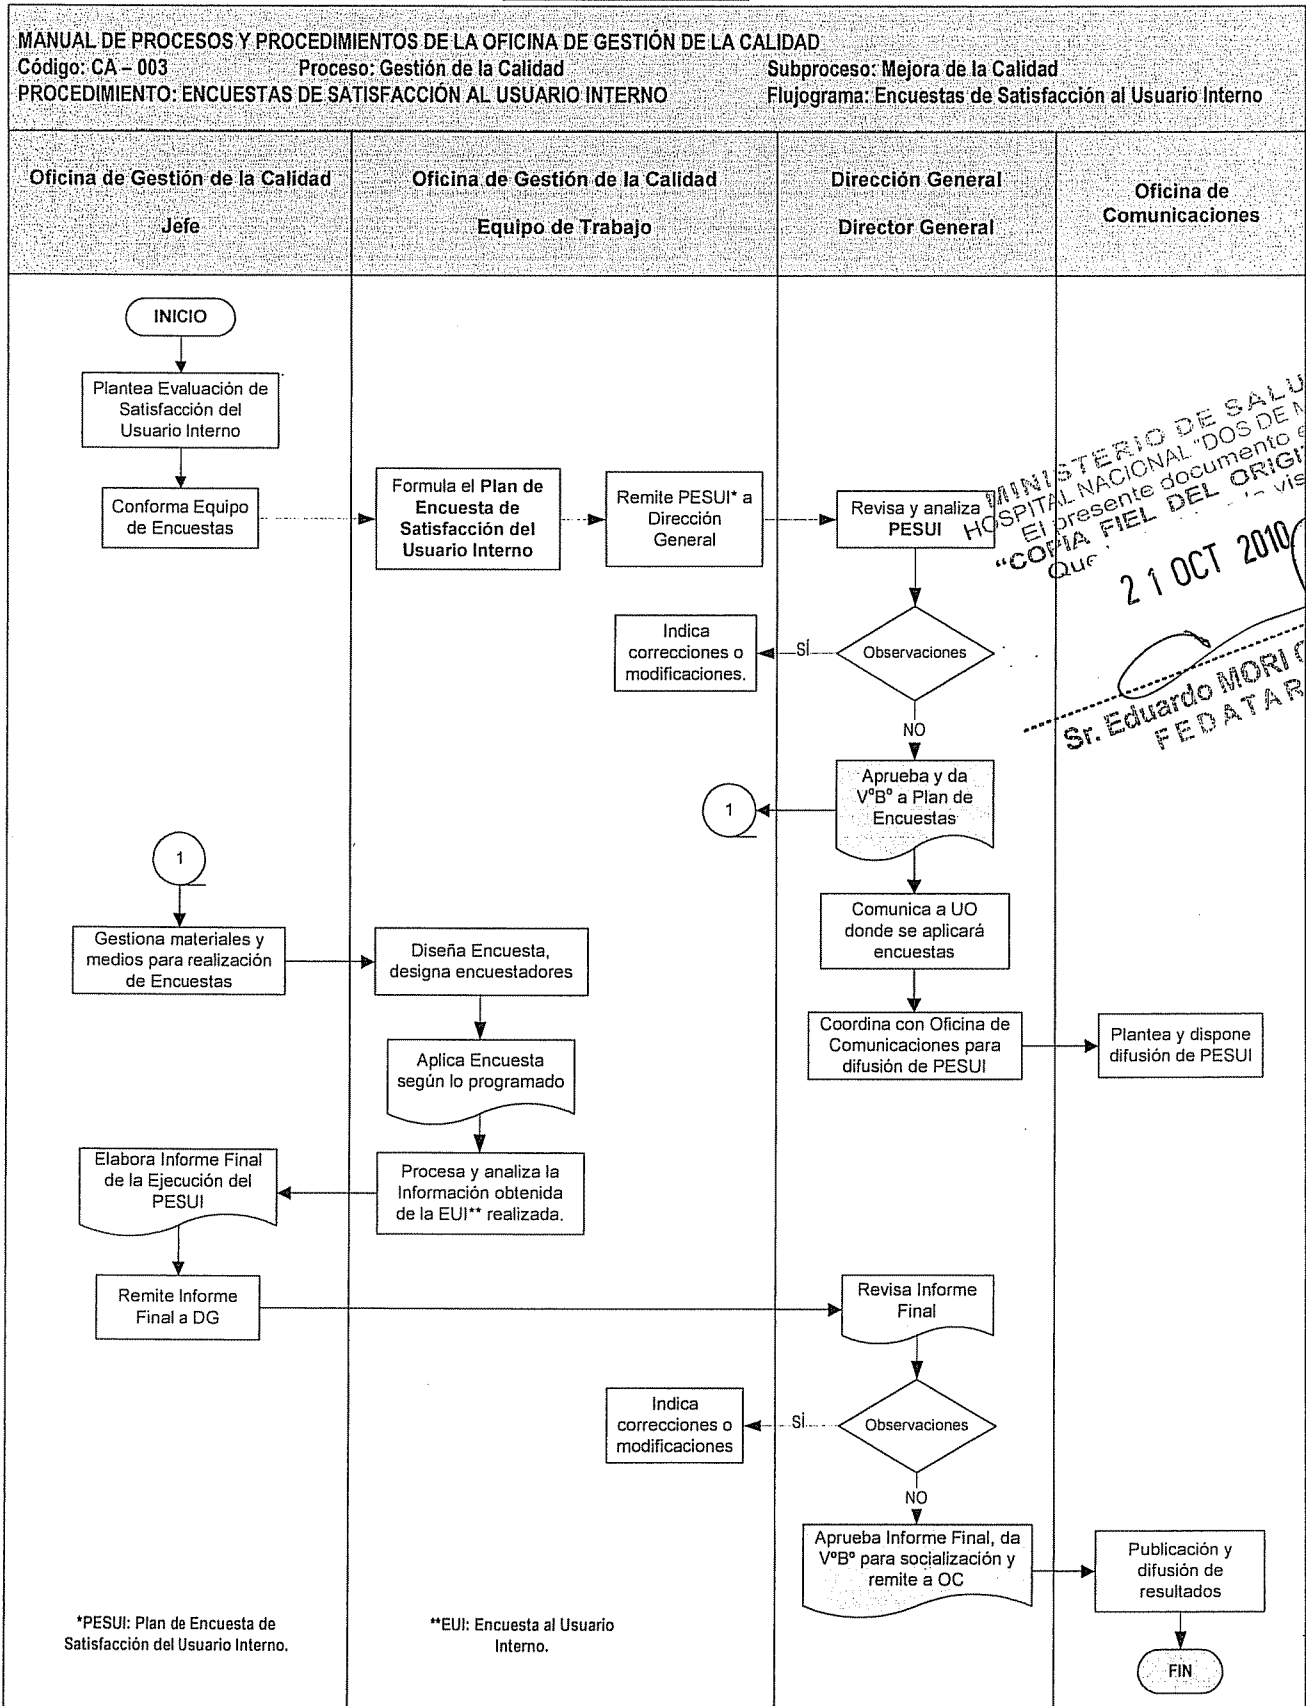 MANUAL DE PROCESOS Y PROCEDIMIENTOS DE LA OFICINA DE GESTIÓN DE LA CALIDAD
Código: CA – 003 Proceso: Gestión de la Calidad Subproceso: Mejora de la Calidad
PROCEDIMIENTO: ENCUESTAS DE SATISFACCIÓN AL USUARIO INTERNO Flujograma: Encuestas de Satisfacción al Usuario Interno
Oficina de Gestión de la Calidad
Jefe
Oficina de Gestión de la Calidad
Equipo de Trabajo
Dirección General
Director General
Oficina de
Comunicaciones
INICIO
Plantea Evaluación de
Satisfacción del
Usuario Interno
Conforma Equipo
de Encuestas
Formula el Plan de
Encuesta de
Satisfacción del
Usuario Interno
Remite PESUI* a
Dirección
General
Revisa y analiza
PESUI
MINISTERIO DE SALU
HOSPITAL NACIONAL "DOS DE M
El presente documento e
"COPIA FIEL DEL ORIGI
Que
21 OCT 2010
Sr. Eduardo MORI
FEDATAR
Observaciones
SÍ
Indica
correcciones o
modificaciones.
NO
Aprueba y da
V°B° a Plan de
Encuestas
1
1
Comunica a UO
donde se aplicará
encuestas
Gestiona materiales y
medios para realización
de Encuestas
Diseña Encuesta,
designa encuestadores
Coordina con Oficina de
Comunicaciones para
difusión de PESUI
Plantea y dispone
difusión de PESUI
Aplica Encuesta
según lo programado
Procesa y analiza la
Información obtenida
de la EUI** realizada.
Elabora Informe Final
de la Ejecución del
PESUI
Remite Informe
Final a DG
Revisa Informe
Final
Observaciones
SÍ
Indica
correcciones o
modificaciones
NO
Aprueba Informe Final, da
V°B° para socialización y
remite a OC
Publicación y
difusión de
resultados
FIN
*PESUI: Plan de Encuesta de
Satisfacción del Usuario Interno.
**EUI: Encuesta al Usuario
Interno.